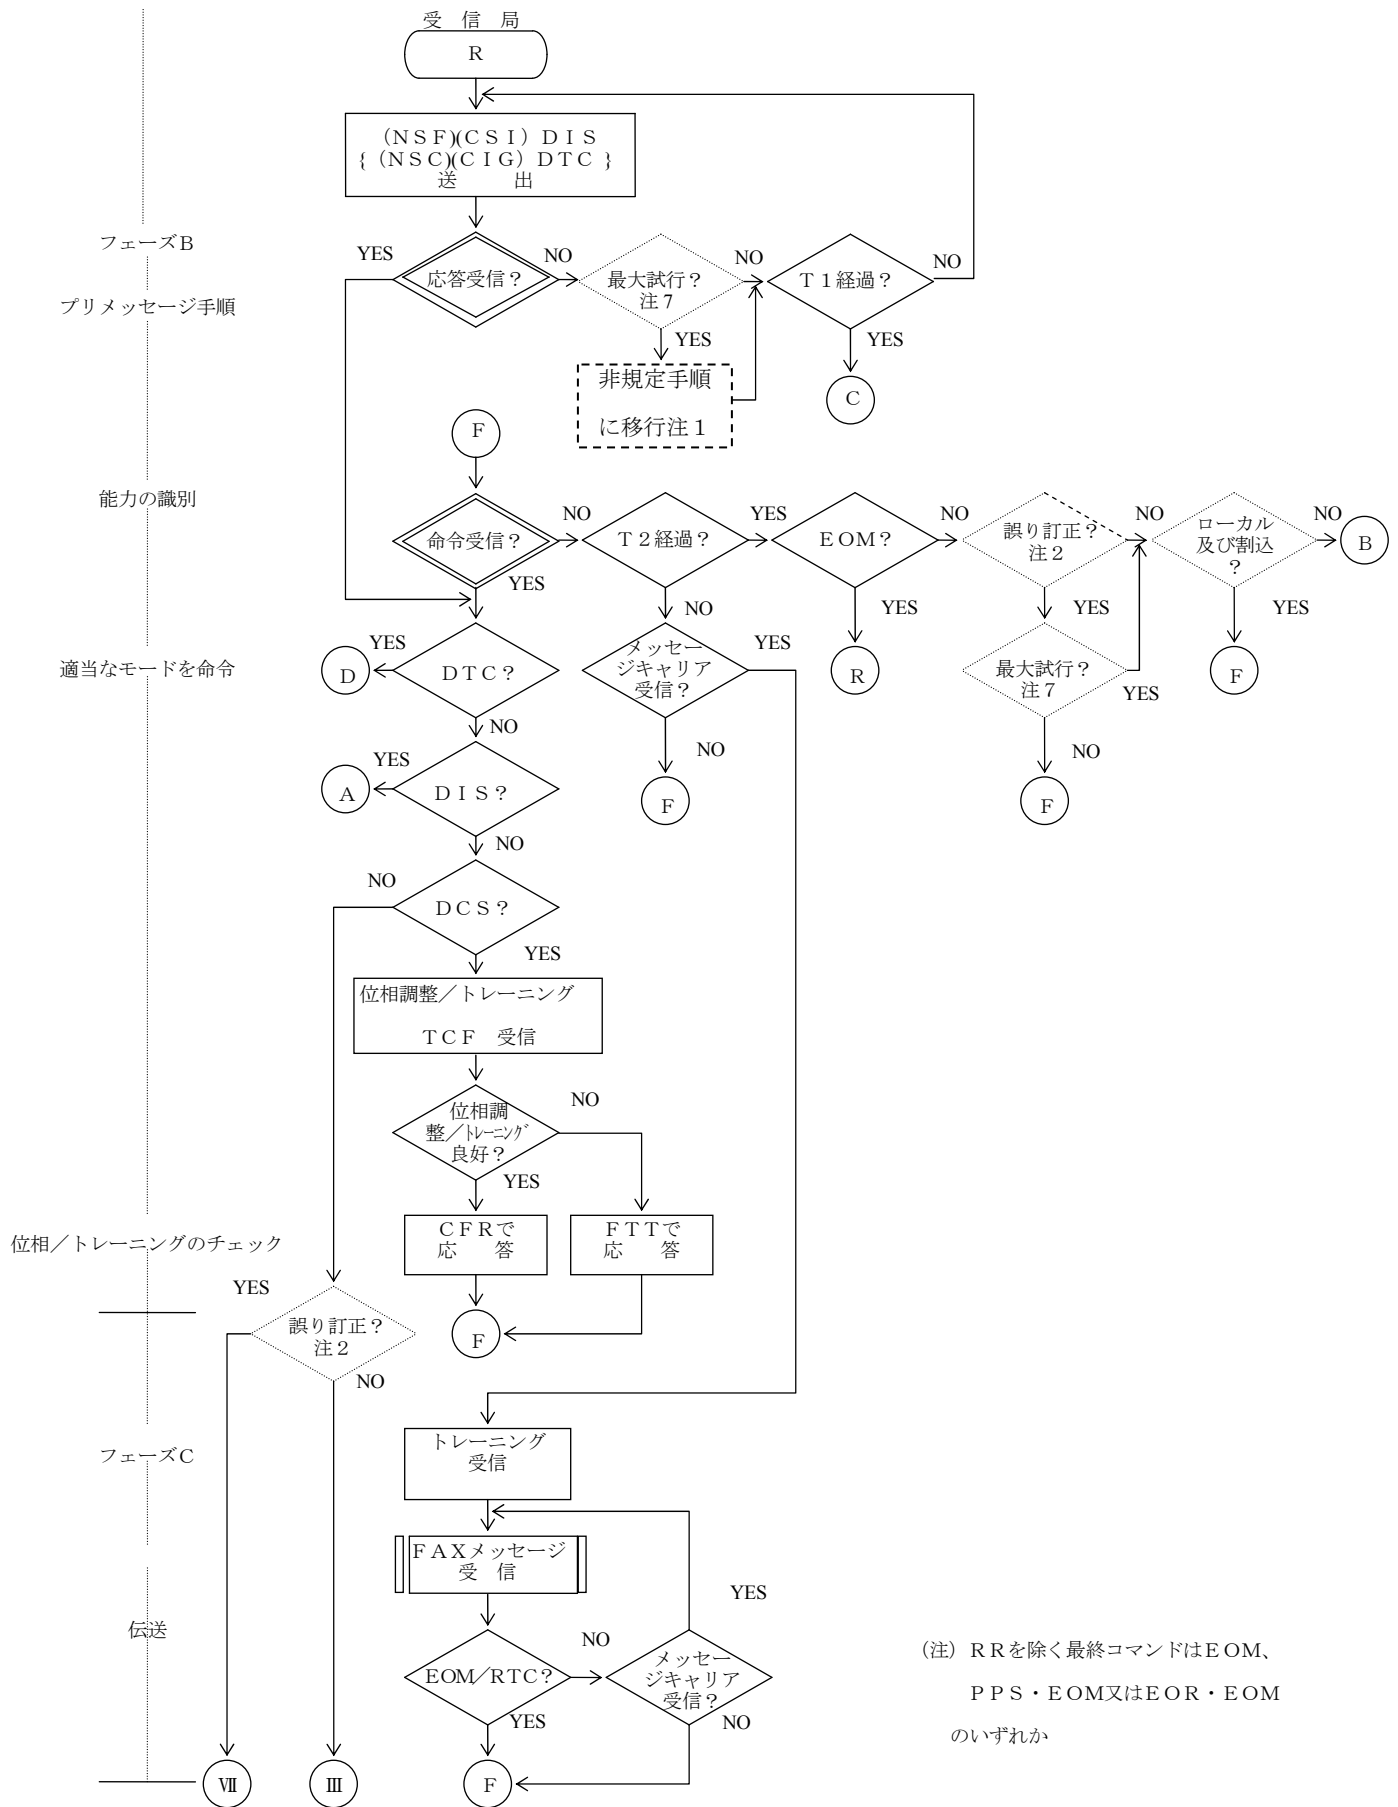 受　信　局
R
（ＮＳＦ)(ＣＳＩ）ＤＩＳ
{（ＮＳＣ)(ＣＩＧ）ＤＴＣ }
送　　　出
フェーズＢ
YES
応答受信？
NO
最大試行？
注７
NO
Ｔ１経過？
NO
プリメッセージ手順
YES
YES
非規定手順
に移行注１
Ｃ
Ｆ
能力の識別
命令受信？
NO
Ｔ２経過？
YES
ＥＯＭ？
NO
誤り訂正？
注２
NO
ローカル
及び割込
？
NO
Ｂ
YES
NO
YES
YES
YES
適当なモードを命令
YES
Ｄ
ＤＴＣ？
メッセー
ジキャリア
受信？
YES
Ｒ
最大試行？
注７
YES
Ｆ
NO
NO
NO
YES
Ａ
ＤＩＳ？
Ｆ
Ｆ
NO
NO
ＤＣＳ？
YES
位相調整／トレーニング
ＴＣＦ　受信
NO
位相調
整／ﾄﾚｰﾆﾝｸﾞ
良好？
YES
ＣＦＲで
応　　答
ＦＴＴで
応　　答
位相／トレーニングのチェック
YES
誤り訂正？
注２
Ｆ
NO
フェーズＣ
トレーニング
受信
ＦＡＸメッセージ
受　信
YES
伝送
EOM／RTC？
NO
メッセー
ジキャリア
受信？
YES
NO
（注）ＲＲを除く最終コマンドはＥＯＭ、
ＰＰＳ・ＥＯＭ又はＥＯＲ・ＥＯＭ
のいずれか
Ⅶ
Ⅲ
Ｆ